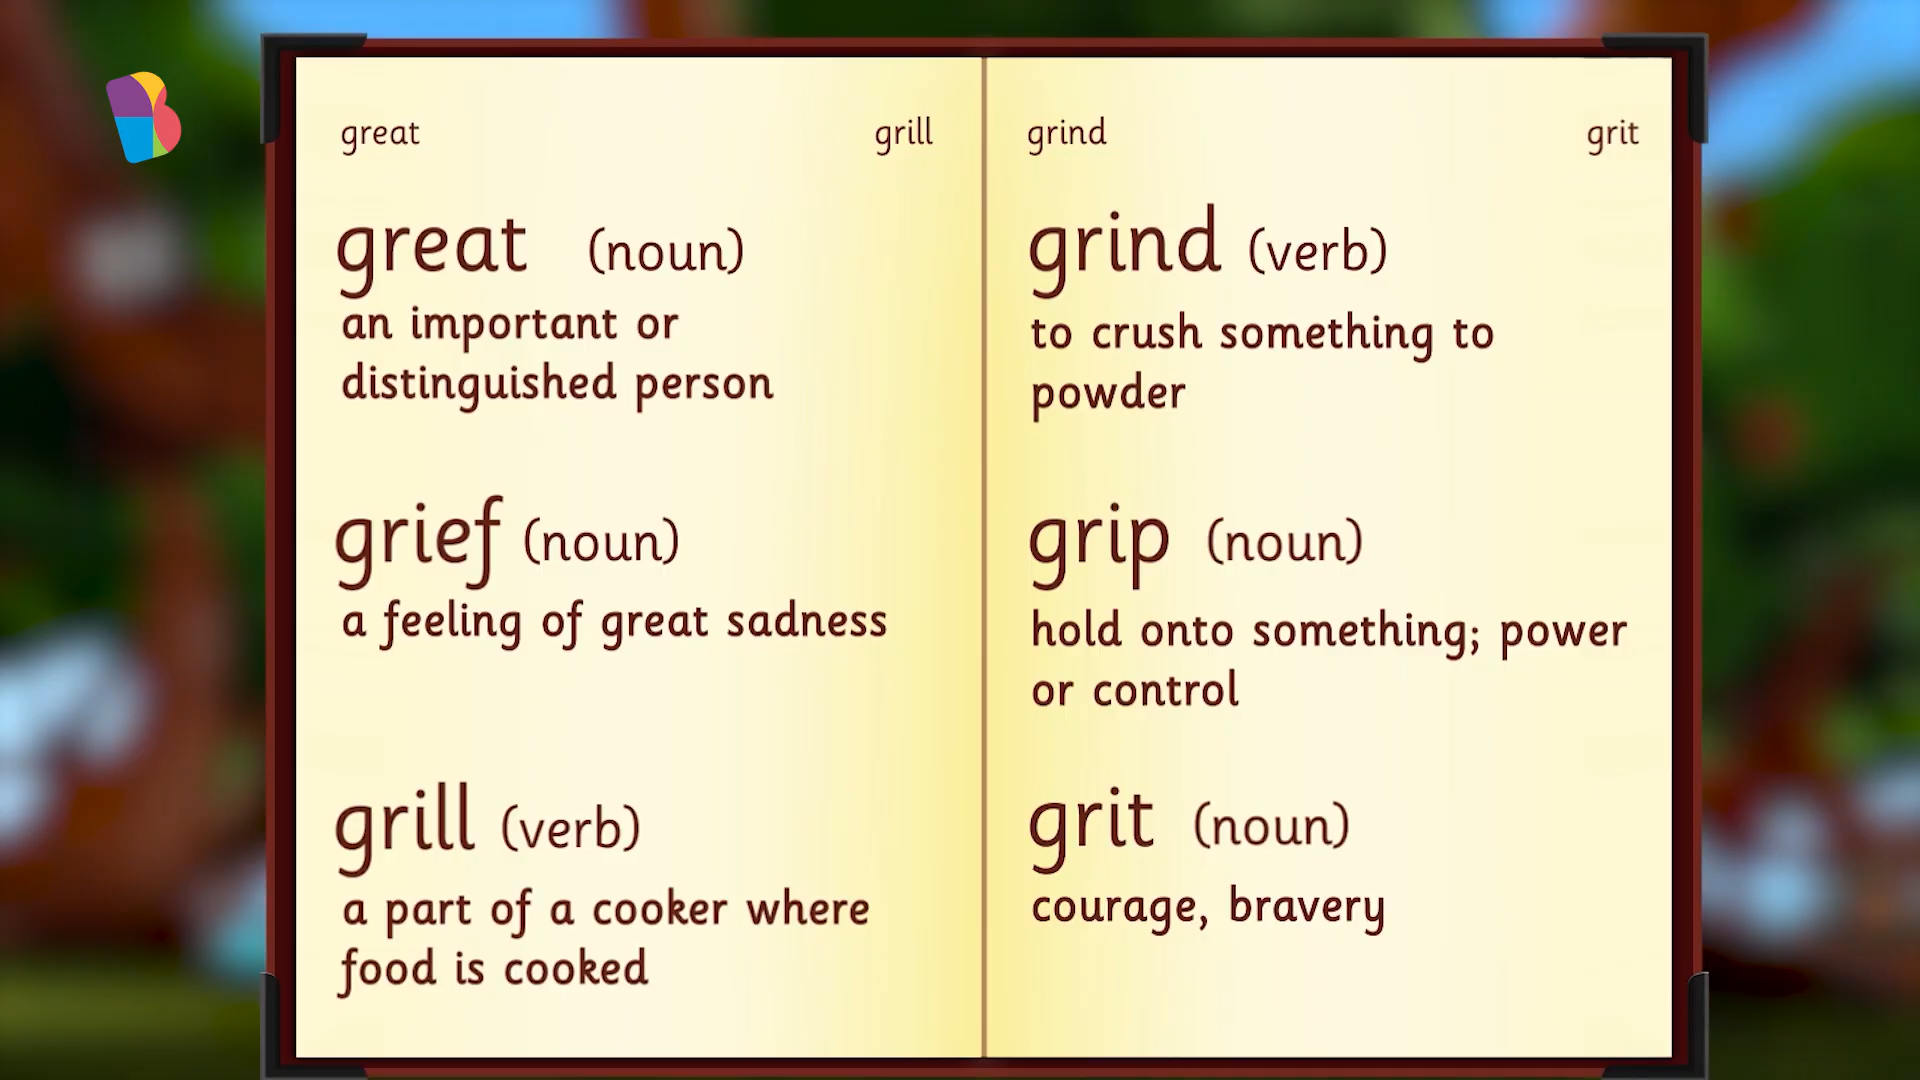 great grill
great (noun)
an important or
distinguished person
grief (noun)
a feeling of great sadness
grill (verb)
a part of a cooker where
food is cooked
grind grit
grind (verb)
to crush something to
powder
grip (noun)
hold onto something; power
or control
grit (noun)
courage, bravery